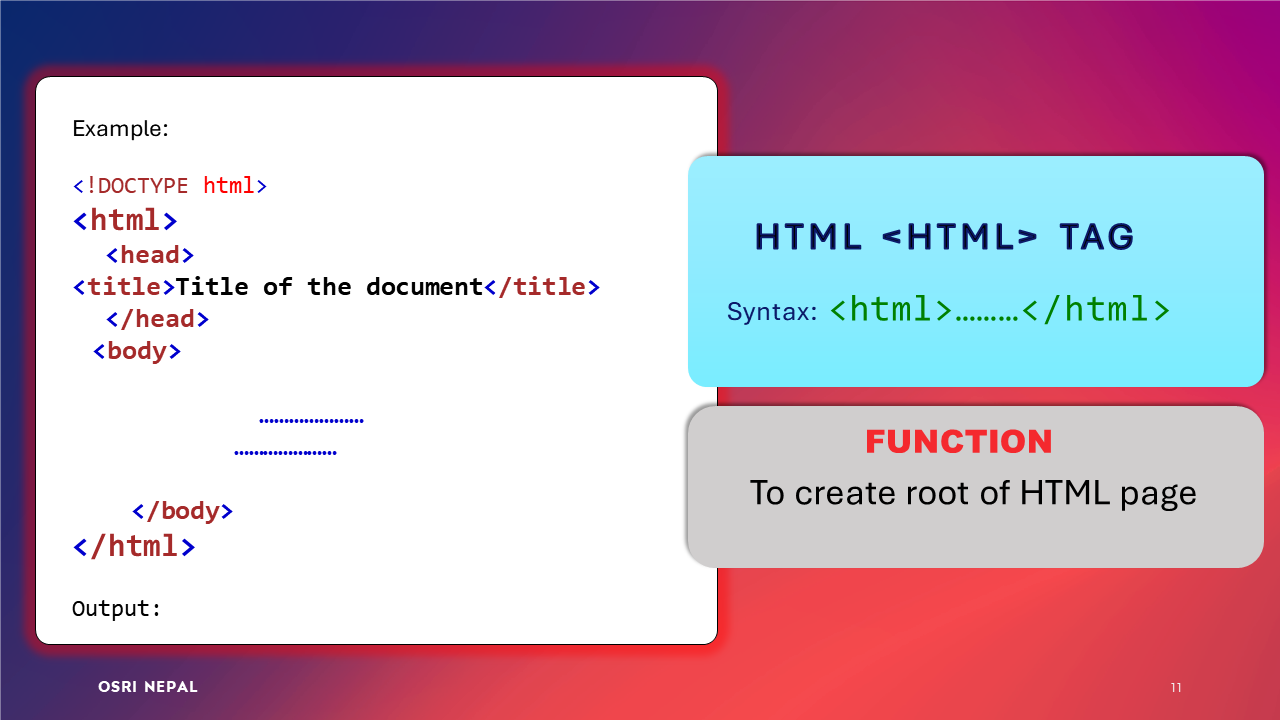 Example:
<!DOCTYPE html>
<html>
<head>
<title>Title of the document</title>
</head>
<body>
…………………
…………………
</body>
</html>
Output:
HTML <HTML> TAG
Syntax: <html>………</html>
FUNCTION
To create root of HTML page
OSRI NEPAL
11